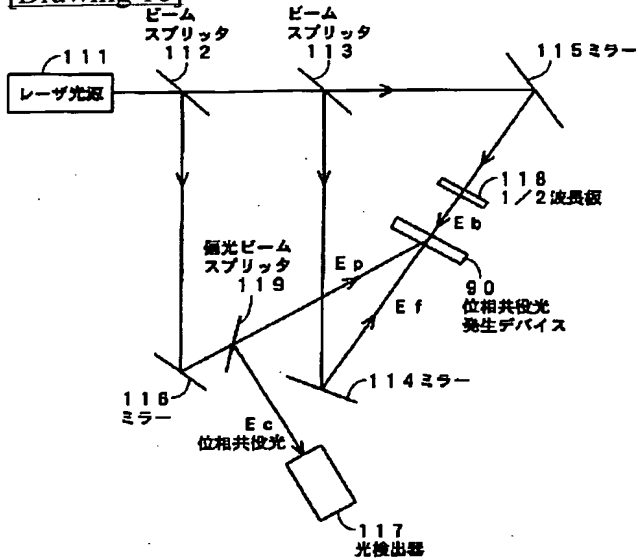 [Drawing 10]
ビーム
スプリッタ
112
ビーム
スプリッタ
113
111
レーザ光源
115ミラー
118
1/2波長板
Eb
偏光ビーム
スプリッタ
119
Ep
90
位相共役光
発生デバイス
Ef
116
ミラー
114ミラー
Ec
位相共役光
117
光検出器